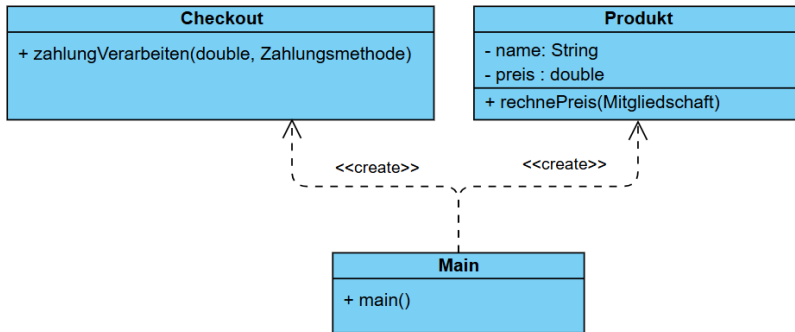 Checkout
+ zahlungVerarbeiten(double, Zahlungsmethode)
Produkt
- name: String
- preis : double
+ rechnePreis(Mitgliedschaft)
<<create>>
<<create>>
Main
+ main()